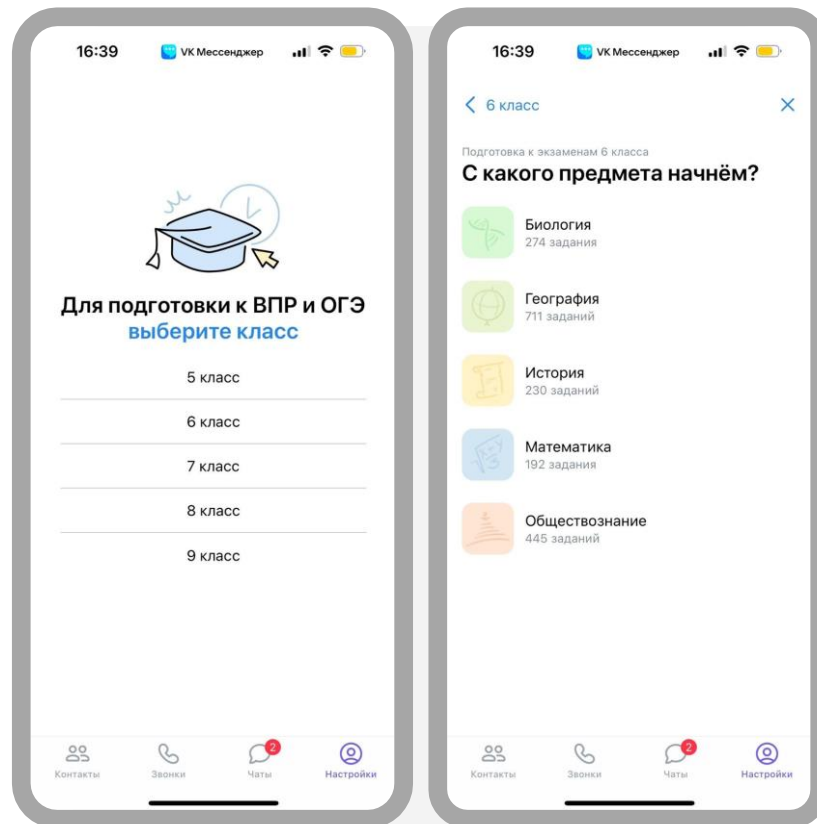 16:39 VK Мессенджер
Для подготовки к ВПР и ОГЭ
выберите класс
5 класс
6 класс
7 класс
8 класс
9 класс
2
Контакты Звонки Чаты Настройки
16:39 VK Мессенджер
6 класс
Подготовка к экзаменам 6 класса
С какого предмета начнём?
Биология
274 задания
География
711 заданий
История
230 заданий
Математика
192 задания
Обществознание
445 заданий
2
Контакты Звонки Чаты Настройки